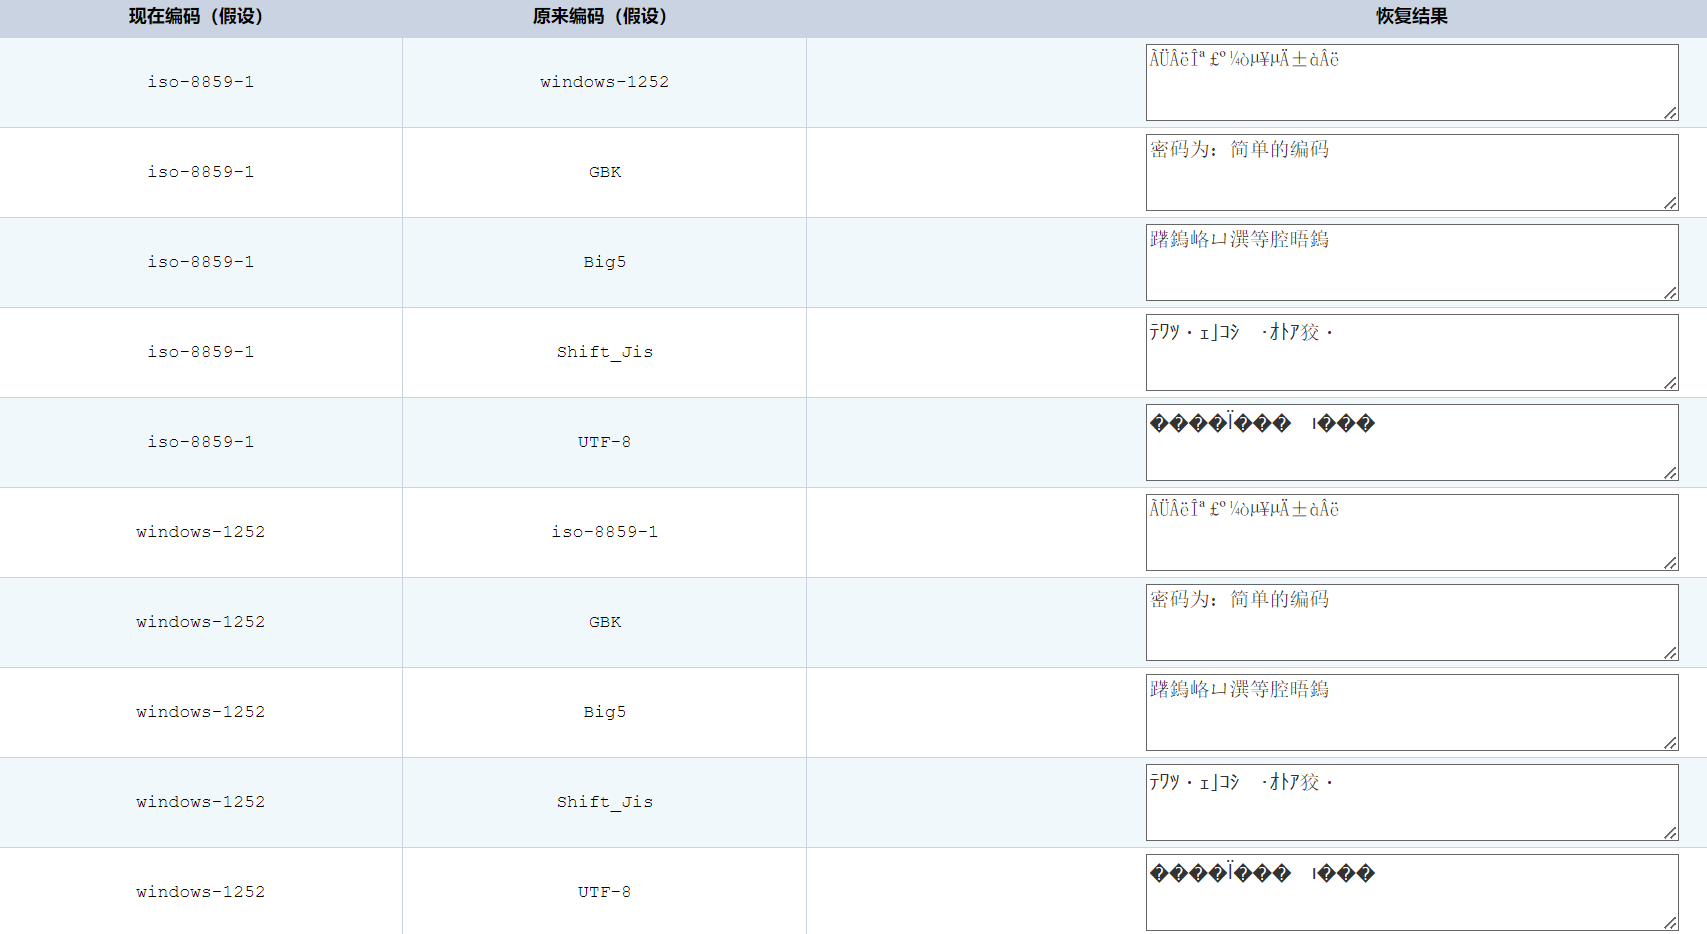 现在编码（假设） 原来编码（假设） 恢复结果
iso-8859-1 windows-1252 ÃÜÂëÎª£º¼òµ¥µÄ±àÂë
iso-8859-1 GBK 密码为：简单的编码
iso-8859-1 Big5 躇鎢峈ㄩ潠等腔晤鎢
iso-8859-1 Shift_Jis ﾃﾜﾂ・ｪ｣ｺｼ ･ｵﾄｱ狡・
iso-8859-1 UTF-8 ����Ϊ��� ı���
windows-1252 iso-8859-1 ÃÜÂëÎª£º¼òµ¥µÄ±àÂë
windows-1252 GBK 密码为：简单的编码
windows-1252 Big5 躇鎢峈ㄩ潠等腔晤鎢
windows-1252 Shift_Jis ﾃﾜﾂ・ｪ｣ｺｼ ･ｵﾄｱ狡・
windows-1252 UTF-8 ����Ϊ��� ı���